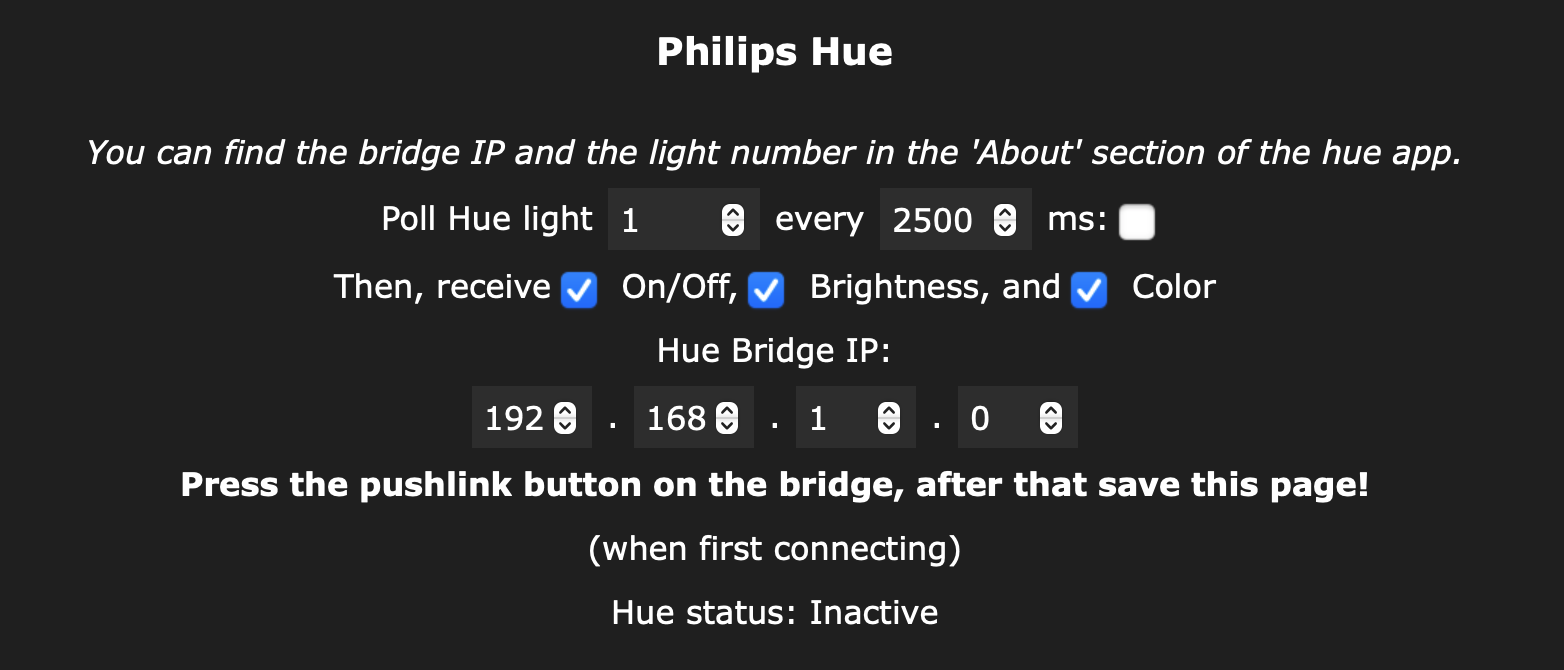 Philips Hue
You can find the bridge IP and the light number in the 'About' section of the hue app.
Poll Hue light 1 every 2500 ms:
Then, receive On/Off, Brightness, and Color
Hue Bridge IP:
192 . 168 . 1 . 0
Press the pushlink button on the bridge, after that save this page!
(when first connecting)
Hue status: Inactive